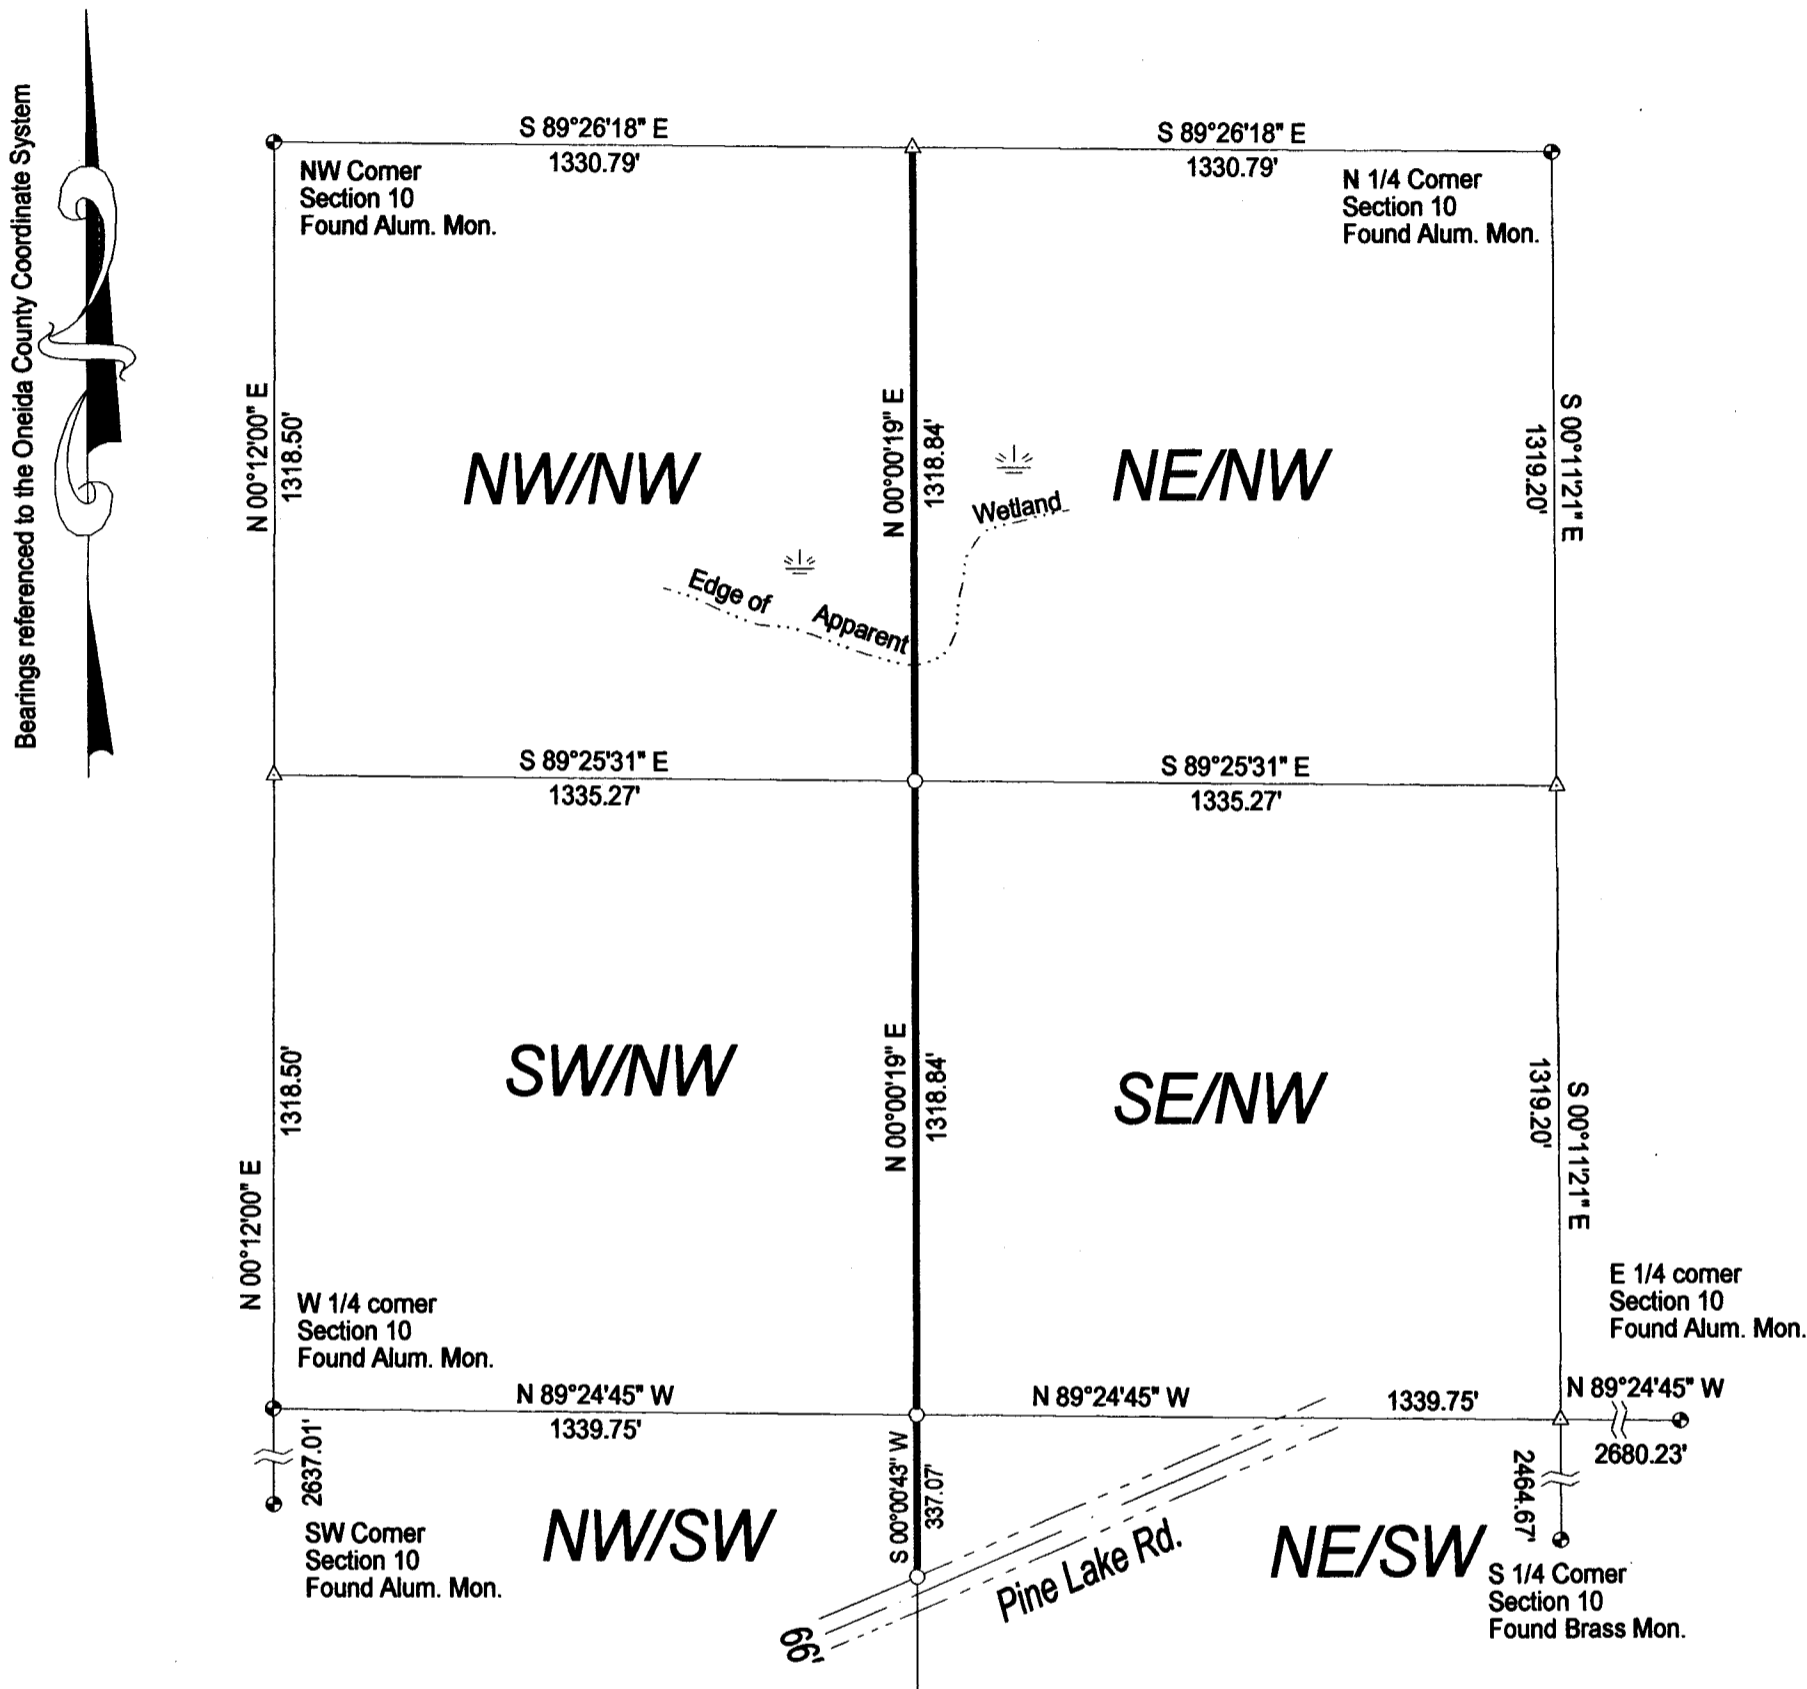 Bearings referenced to the Oneida County Coordinate System
S 89°26'18" E
1330.79'
S 89°26'18" E
1330.79'
NW Corner
Section 10
Found Alum. Mon.
N 1/4 Corner
Section 10
Found Alum. Mon.
N 00°12'00" E
1318.50'
NW/NW
N 00°00'19" E
1318.84'
NE/NW
S 00°11'21" E
1319.20'
Edge of Apparent Wetland
S 89°25'31" E
1335.27'
S 89°25'31" E
1335.27'
N 00°12'00" E
1318.50'
SW/NW
N 00°00'19" E
1318.84'
SE/NW
1319.20'
S 00°11'21" E
W 1/4 corner
Section 10
Found Alum. Mon.
E 1/4 corner
Section 10
Found Alum. Mon.
N 89°24'45" W
1339.75'
N 89°24'45" W
1339.75'
N 89°24'45" W
2680.23'
2637.01'
SW Corner
Section 10
Found Alum. Mon.
NW/SW
S 00°00'43" W
337.07'
Pine Lake Rd.
66'
NE/SW
2464.67'
S 1/4 Corner
Section 10
Found Brass Mon.